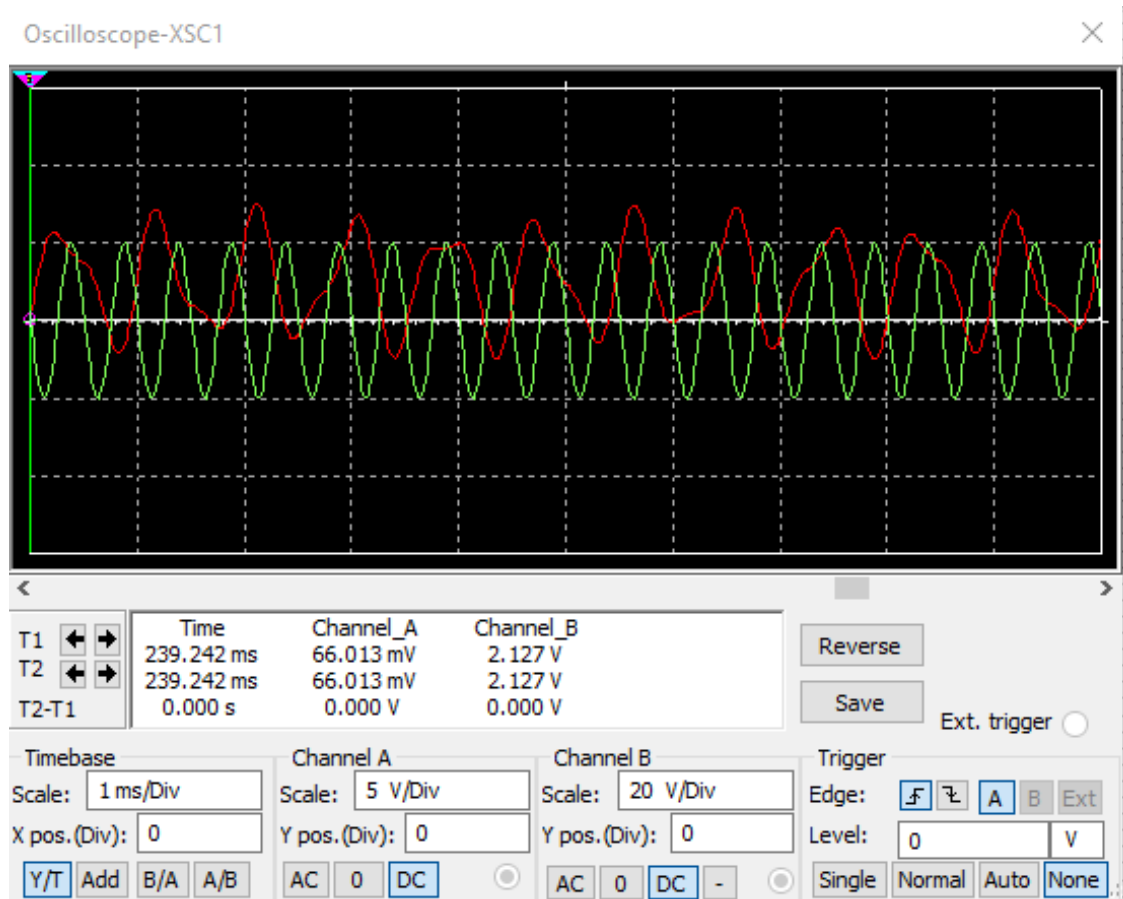 Oscilloscope-XSC1
T1
T2
T2-T1
Time Channel_A Channel_B
239.242 ms 66.013 mV 2.127 V
239.242 ms 66.013 mV 2.127 V
0.000 s 0.000 V 0.000 V
Reverse
Save
Ext. trigger
Timebase
Scale: 1 ms/Div
X pos.(Div): 0
Y/T Add B/A A/B
Channel A
Scale: 5 V/Div
Y pos.(Div): 0
AC 0 DC
Channel B
Scale: 20 V/Div
Y pos.(Div): 0
AC 0 DC -
Trigger
Edge: A B Ext
Level: 0 V
Single Normal Auto None